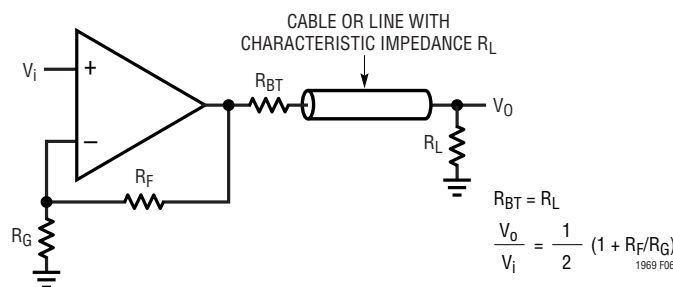 CABLE OR LINE WITH
CHARACTERISTIC IMPEDANCE RL
Vi
+
–
RBT
VO
RL
RF
RG
RBT = RL
Vo
Vi
= 1
2
(1 + RF/RG)
1969 F06